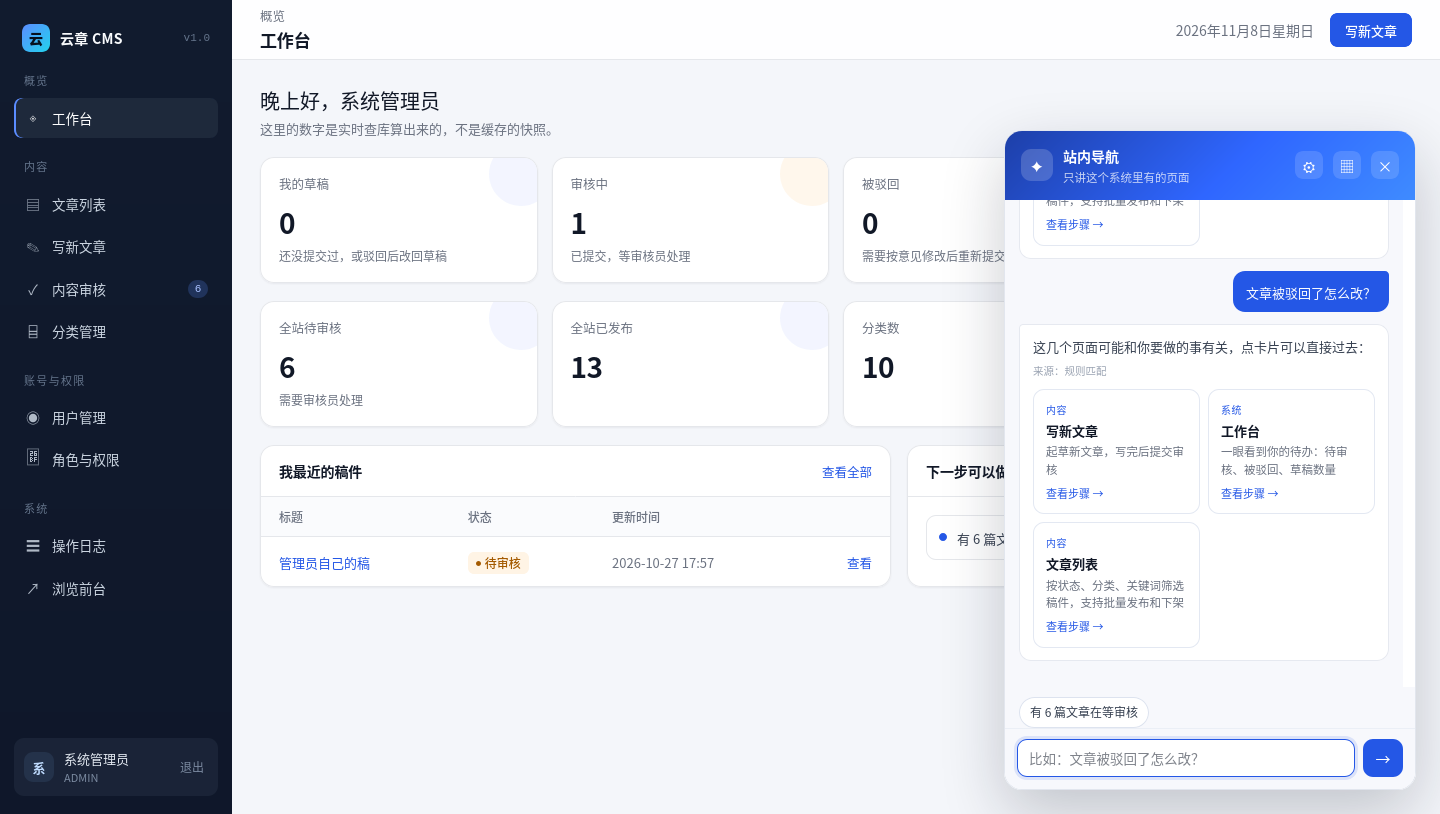 云 云章 CMS v1.0
概览
工作台
内容
文章列表
写新文章
内容审核 6
分类管理
账号与权限
用户管理
角色与权限
系统
操作日志
浏览前台
系 系统管理员
ADMIN
退出
概览
工作台
2026年11月8日星期日
写新文章
晚上好，系统管理员
这里的数字是实时查库算出来的，不是缓存的快照。
我的草稿
0
还没提交过，或驳回后改回草稿
审核中
1
已提交，等审核员处理
被驳回
0
需要按意见修改后重新提交
全站待审核
6
需要审核员处理
全站已发布
13
分类数
10
我最近的稿件 查看全部
标题 状态 更新时间
管理员自己的稿 待审核 2026-10-27 17:57 查看
下一步可以
有 6 篇
站内导航
只讲这个系统里有的页面
稿件，支持批量发布和下架
查看步骤 →
文章被驳回了怎么改？
这几个页面可能和你要做的事有关，点卡片可以直接过去：
来源：规则匹配
内容
写新文章
起草新文章，写完后提交审
核
查看步骤 →
系统
工作台
一眼看到你的待办：待审
核、被驳回、草稿数量
查看步骤 →
内容
文章列表
按状态、分类、关键词筛选
稿件，支持批量发布和下架
查看步骤 →
有 6 篇文章在等审核
比如：文章被驳回了怎么改？
→